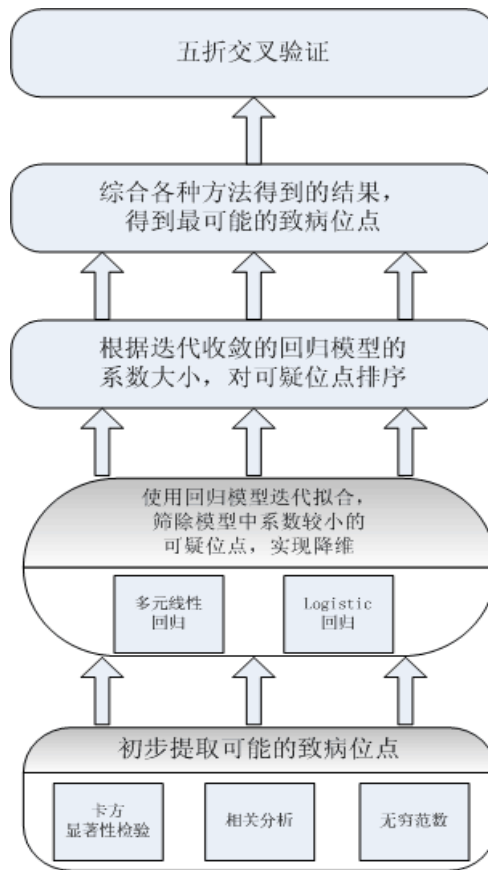 五折交叉验证
综合各种方法得到的结果，
得到最可能的致病位点
根据迭代收敛的回归模型的
系数大小，对可疑位点排序
使用回归模型迭代拟合，
筛除模型中系数较小的
可疑位点，实现降维
多元线性
回归
Logistic
回归
初步提取可能的致病位点
卡方
显著性检验
相关分析
无穷范数